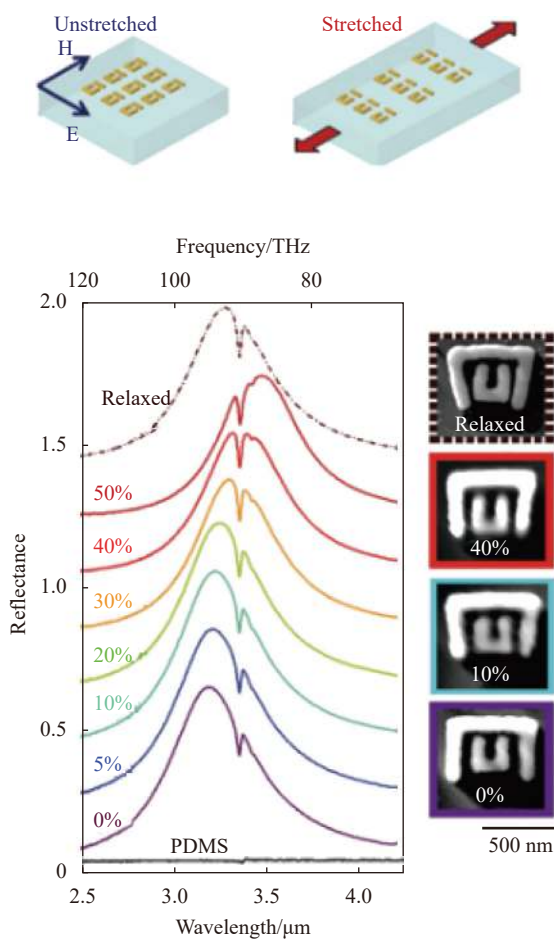 Unstretched
H
E
Stretched
Frequency/THz
120
100
80
2.0
1.5
1.0
0.5
0
Reflectance
Relaxed
50%
40%
30%
20%
10%
5%
0%
PDMS
2.5
3.0
3.5
4.0
Wavelength/μm
Relaxed
40%
10%
0%
500 nm